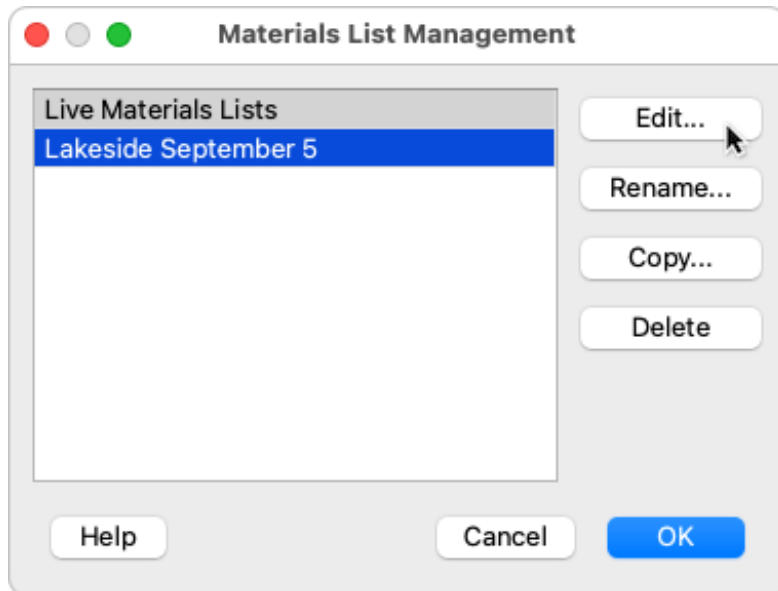 Materials List Management
Live Materials Lists
Lakeside September 5
Edit...
Rename...
Copy...
Delete
Help
Cancel
OK